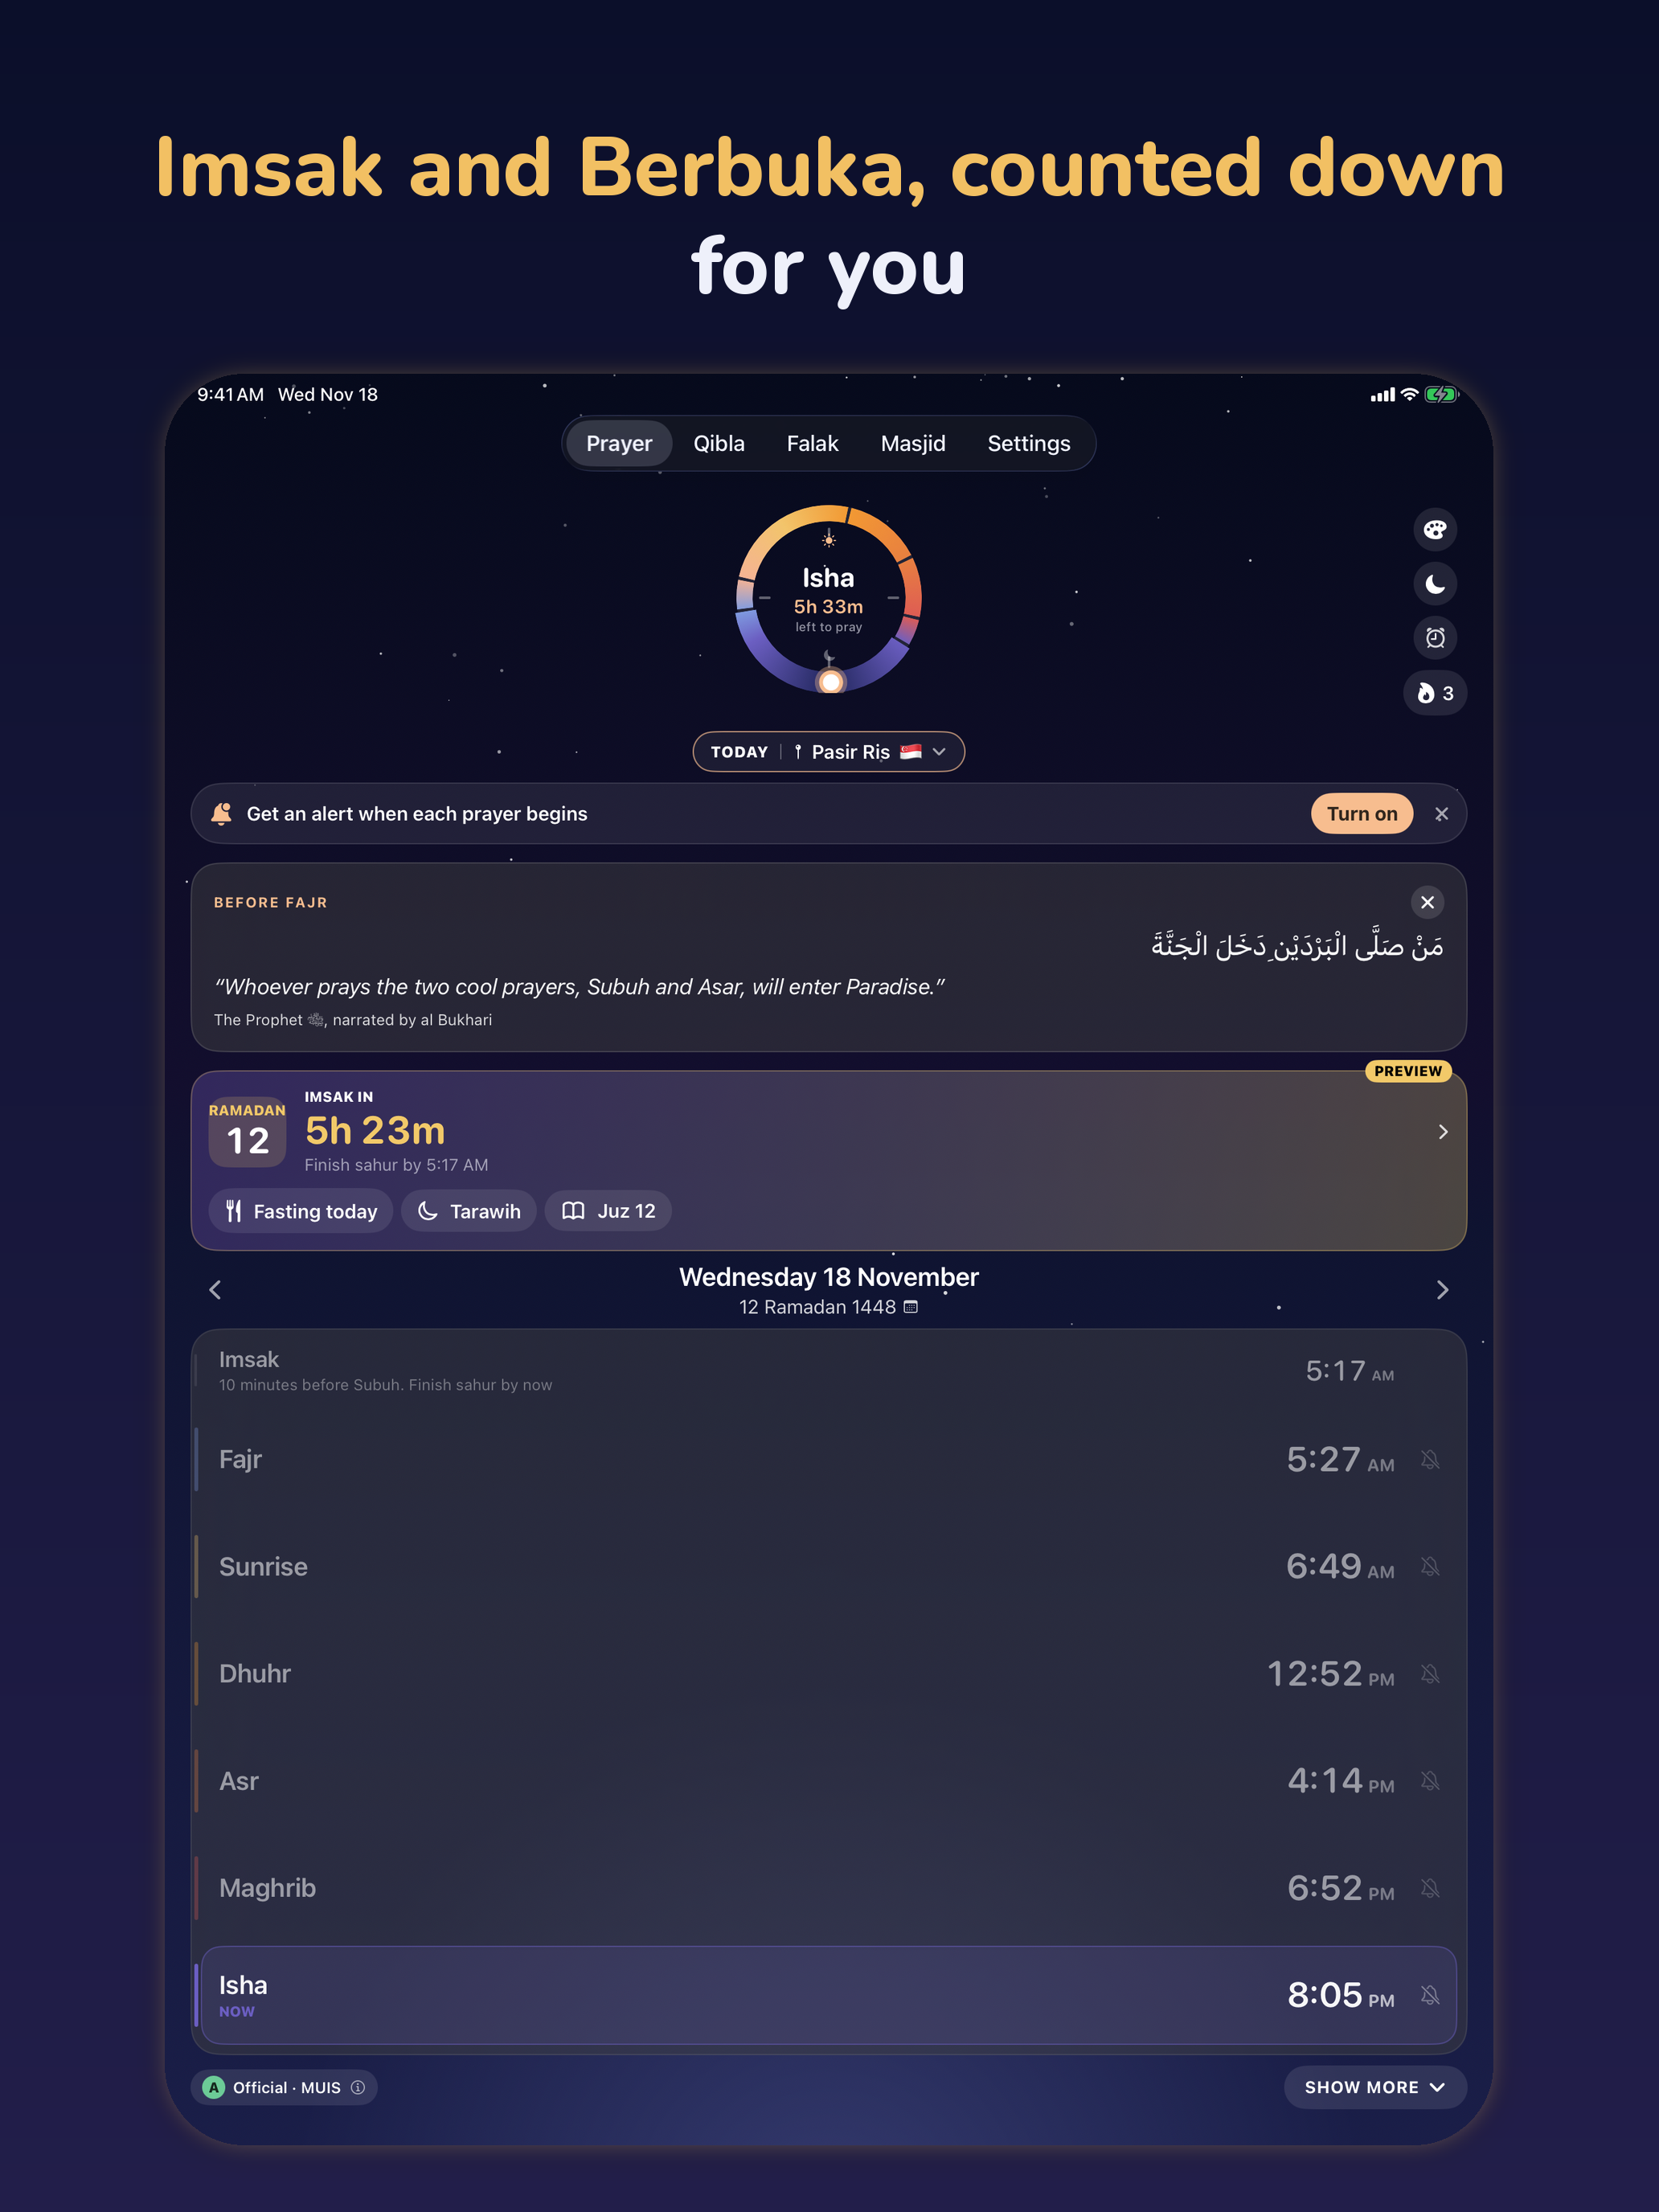 Imsak and Berbuka, counted down
for you
9:41 AM Wed Nov 18
Prayer Qibla Falak Masjid Settings
Isha
5h 33m
left to pray
3
TODAY Pasir Ris
Get an alert when each prayer begins Turn on
BEFORE FAJR
مَنْ صَلَّى الْبَرْدَيْنِ دَخَلَ الْجَنَّةَ
“Whoever prays the two cool prayers, Subuh and Asar, will enter Paradise.”
The Prophet ﷺ, narrated by al Bukhari
PREVIEW
RAMADAN
12
IMSAK IN
5h 23m
Finish sahur by 5:17 AM
Fasting today Tarawih Juz 12
Wednesday 18 November
12 Ramadan 1448
Imsak 5:17 AM
10 minutes before Subuh. Finish sahur by now
Fajr 5:27 AM
Sunrise 6:49 AM
Dhuhr 12:52 PM
Asr 4:14 PM
Maghrib 6:52 PM
Isha 8:05 PM
NOW
A Official · MUIS
SHOW MORE